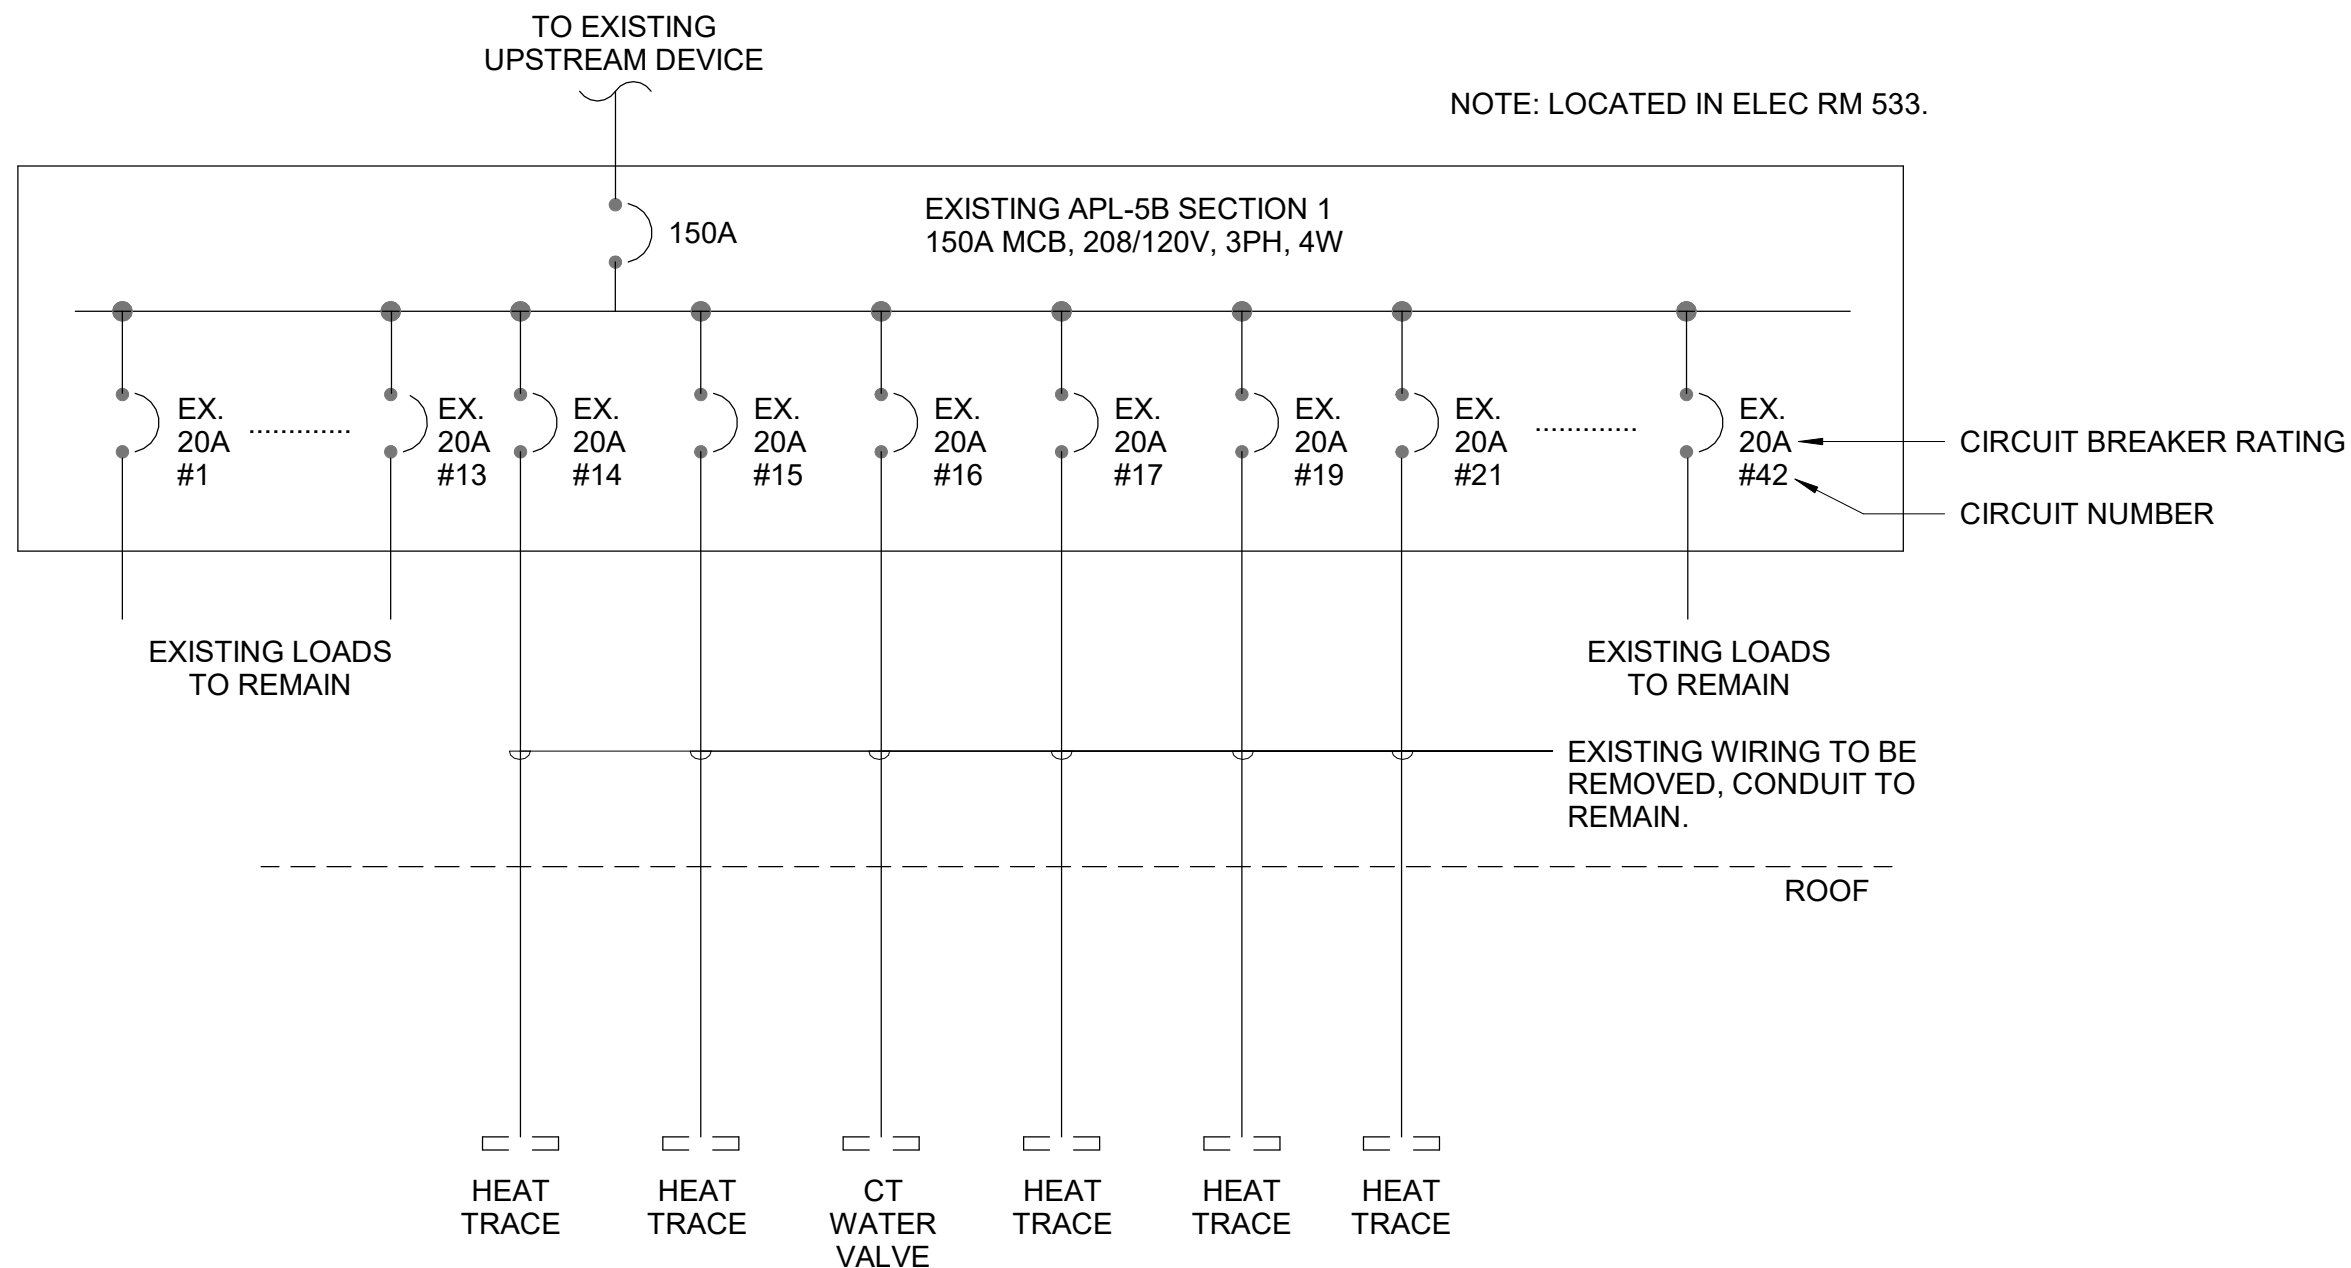 TO EXISTING
UPSTREAM DEVICE
NOTE: LOCATED IN ELEC RM 533.
150A
EXISTING APL-5B SECTION 1
150A MCB, 208/120V, 3PH, 4W
EX.
20A
#1
.............
EX.
20A
#13
EX.
20A
#14
EX.
20A
#15
EX.
20A
#16
EX.
20A
#17
EX.
20A
#19
EX.
20A
#21
.............
EX.
20A
#42
CIRCUIT BREAKER RATING
CIRCUIT NUMBER
EXISTING LOADS
TO REMAIN
EXISTING LOADS
TO REMAIN
EXISTING WIRING TO BE
REMOVED, CONDUIT TO
REMAIN.
ROOF
HEAT
TRACE
HEAT
TRACE
CT
WATER
VALVE
HEAT
TRACE
HEAT
TRACE
HEAT
TRACE